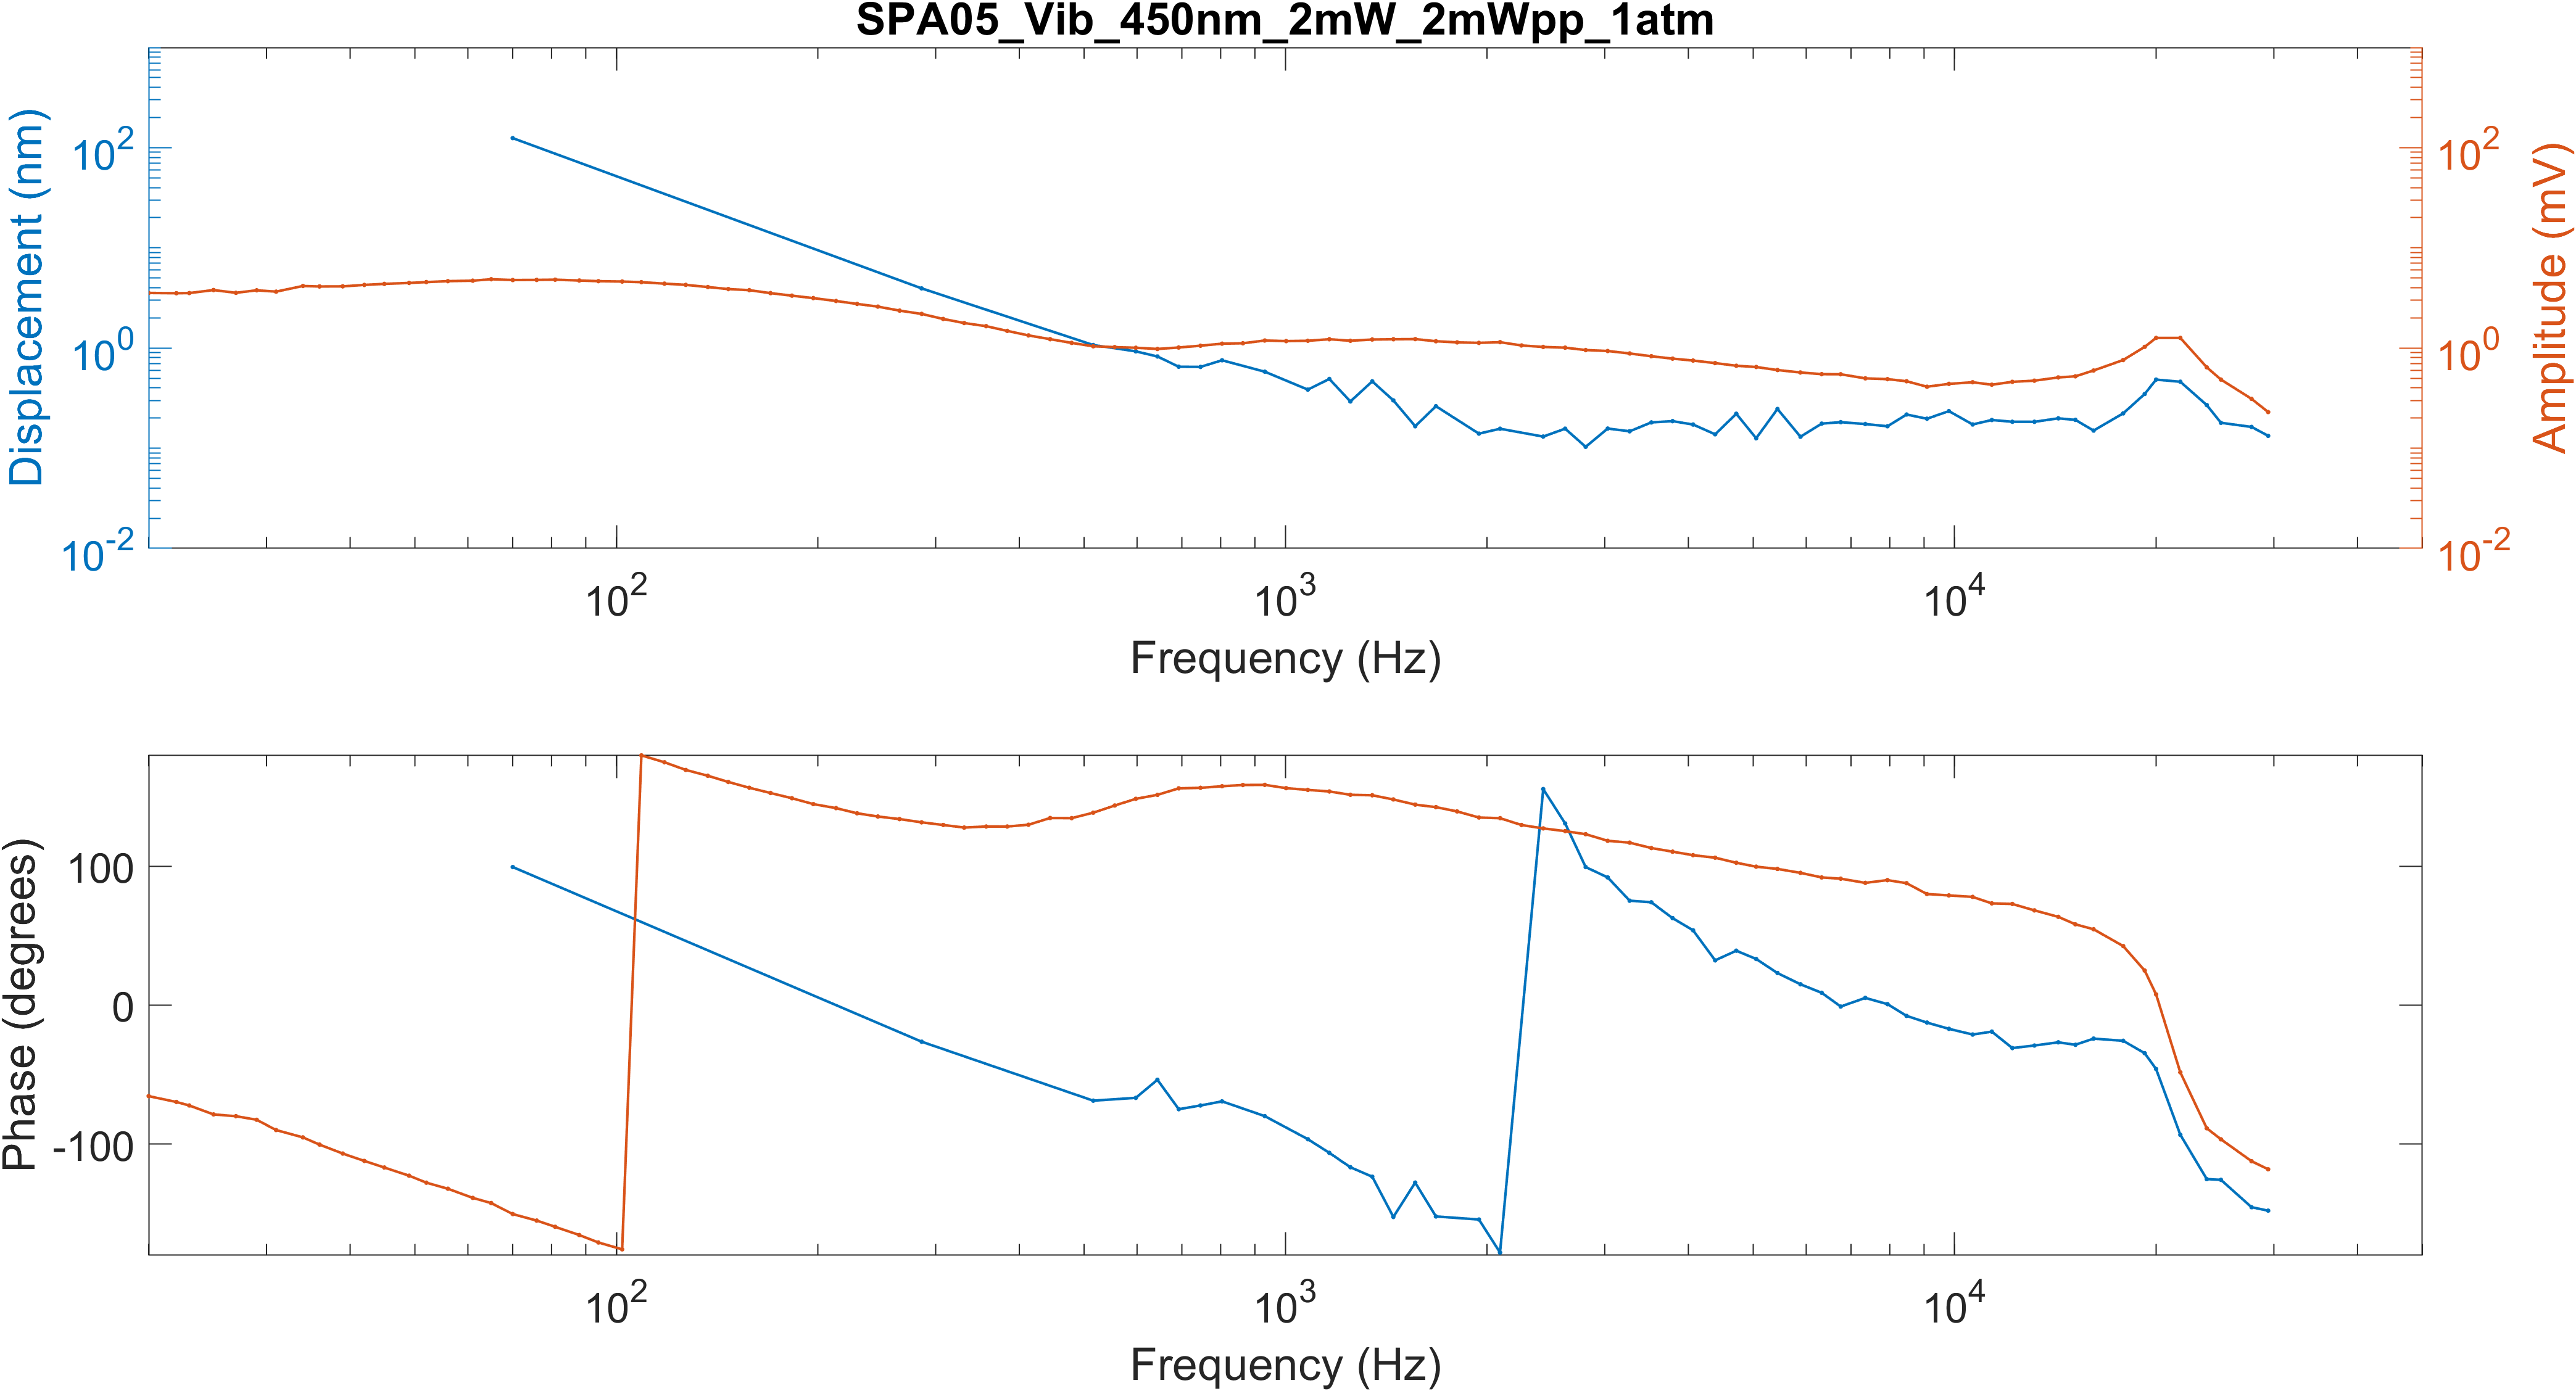 SPA05_Vib_450nm_2mW_2mWpp_1atm
Displacement (nm)
10^2
10^0
10^-2
Amplitude (mV)
10^2
10^0
10^-2
10^2
10^3
10^4
Frequency (Hz)
Phase (degrees)
100
0
-100
10^2
10^3
10^4
Frequency (Hz)